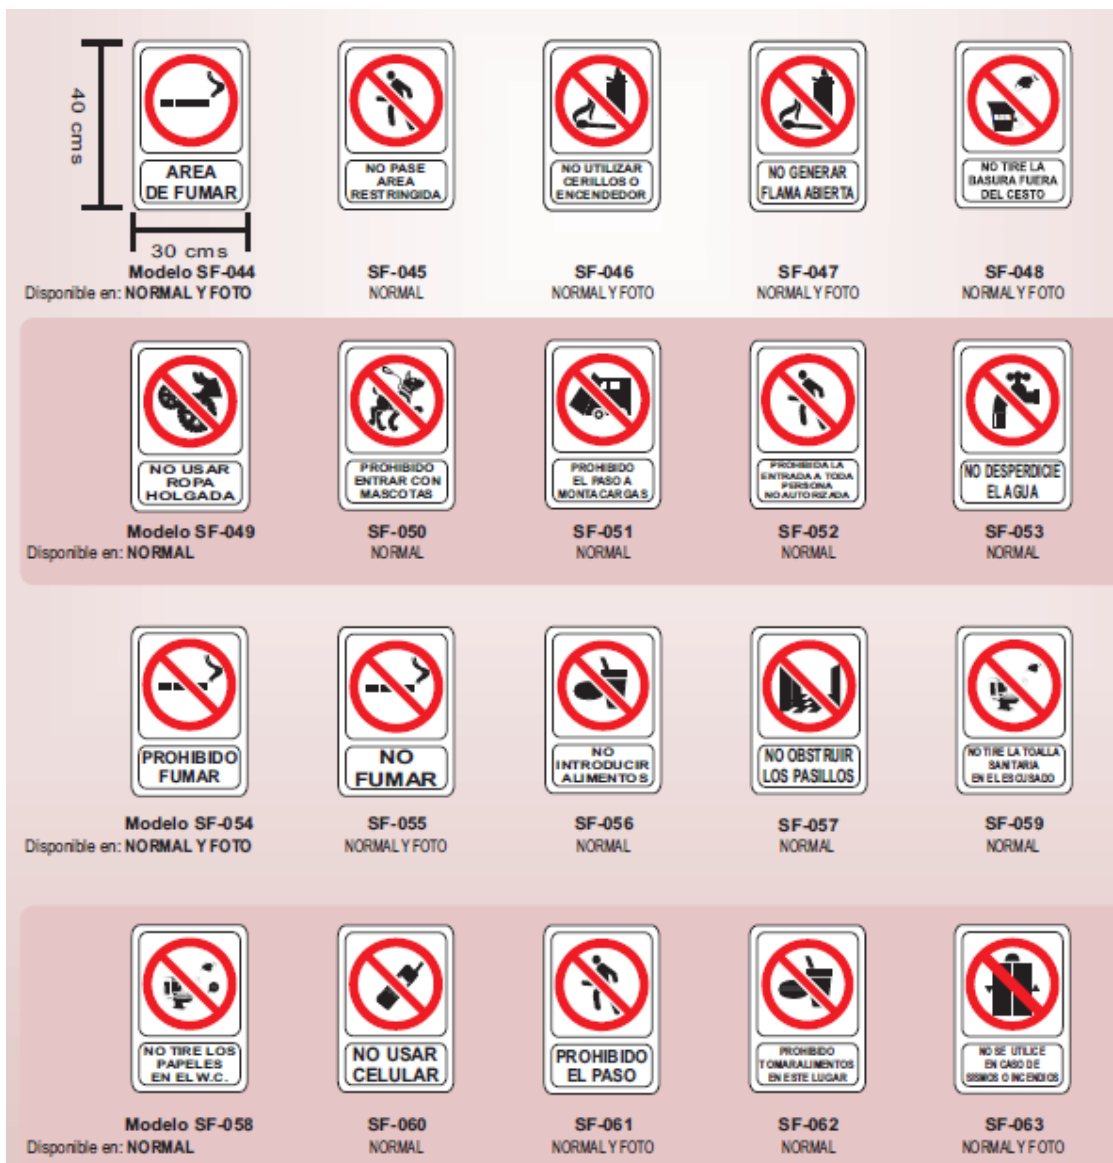 40 cms
AREA
DE FUMAR
NO PASE
AREA
RESTRINGIDA
NO UTILIZAR
CERILLOS O
ENCENDEDOR
NO GENERAR
FLAMA ABIERTA
NO TIRE LA
BASURA FUERA
DEL CESTO
30 cms
Modelo SF-044
SF-045
SF-046
SF-047
SF-048
Disponible en: NORMAL Y FOTO
NORMAL
NORMAL Y FOTO
NORMAL Y FOTO
NORMAL Y FOTO
NO USAR
ROPA
HOLGADA
PROHIBIDO
ENTRAR CON
MASCOTAS
PROHIBIDO
EL PASO A
MONTACARGAS
PROHIBIDA LA
ENTRADA A TODA
PERSONA
NO AUTORIZADA
NO DESPERDICIE
EL AGUA
Modelo SF-049
SF-050
SF-051
SF-052
SF-053
Disponible en: NORMAL
NORMAL
NORMAL
NORMAL
NORMAL
PROHIBIDO
FUMAR
NO
FUMAR
NO
INTRODUCIR
ALIMENTOS
NO OBSTRUIR
LOS PASILLOS
NO TIRE LA TOALLA
SANITARIA
EN EL ESCUSADO
Modelo SF-054
SF-055
SF-056
SF-057
SF-059
Disponible en: NORMAL Y FOTO
NORMAL Y FOTO
NORMAL
NORMAL
NORMAL
NO TIRE LOS
PAPELES
EN EL W.C.
NO USAR
CELULAR
PROHIBIDO
EL PASO
PROHIBIDO
TOMAR ALIMENTOS
EN ESTE LUGAR
NO SE UTILICE
EN CASO DE
SISMOS O INCENDIOS
Modelo SF-058
SF-060
SF-061
SF-062
SF-063
Disponible en: NORMAL
NORMAL
NORMAL Y FOTO
NORMAL
NORMAL Y FOTO